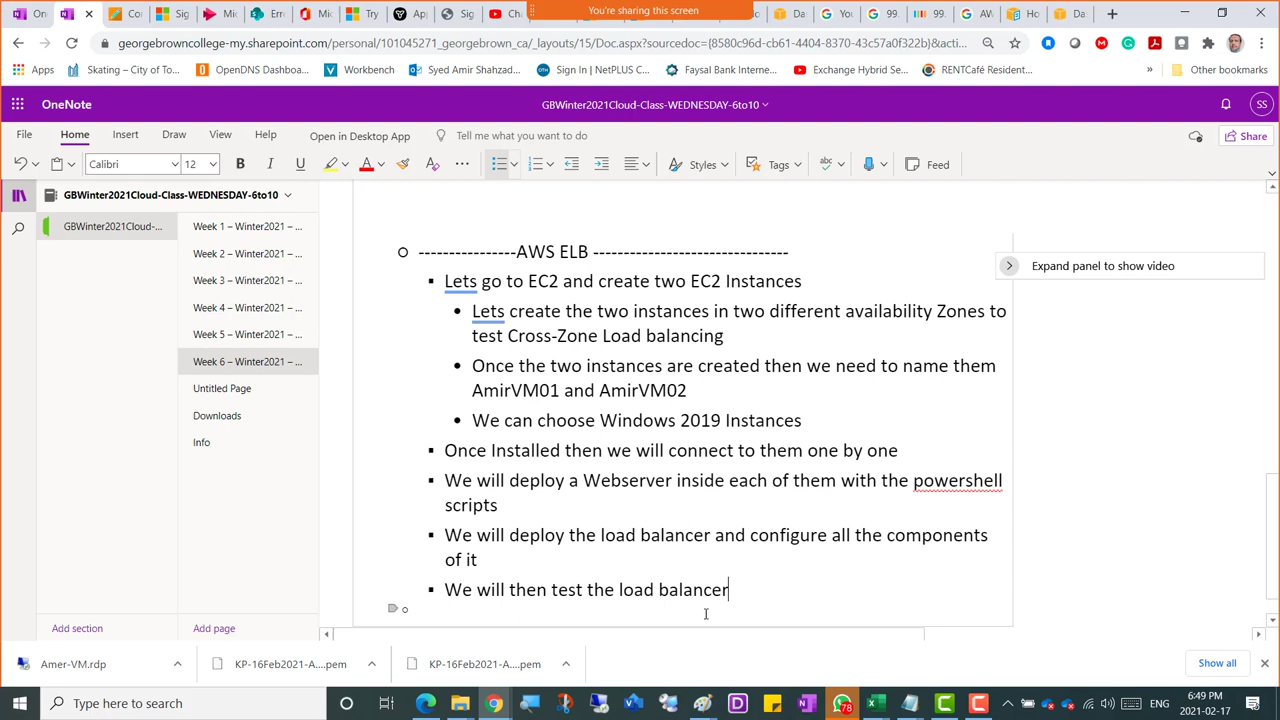 You're sharing this screen
georgebrowncollege-my.sharepoint.com/personal/101045271_georgebrown_ca/_layouts/15/Doc.aspx?sourcedoc={8580c96d-cb61-4404-8370-43c57a0f322b}&acti...
Apps
Skating – City of To...
OpenDNS Dashboa...
Workbench
Syed Amir Shahzad...
Sign In | NetPLUS C...
Faysal Bank Interne...
Exchange Hybrid Se...
RENTCafé Resident...
Other bookmarks
OneNote
GBWinter2021Cloud-Class-WEDNESDAY-6to10
SS
File
Home
Insert
Draw
View
Help
Open in Desktop App
Tell me what you want to do
Share
Calibri
12
Styles
Tags
Feed
GBWinter2021Cloud-Class-WEDNESDAY-6to10
GBWinter2021Cloud-...
Week 1 – Winter2021 – ...
Week 2 – Winter2021 – ...
Week 3 – Winter2021 – ...
Week 4 – Winter2021 – ...
Week 5 – Winter2021 – ...
Week 6 – Winter2021 – ...
Untitled Page
Downloads
Info
Add section
Add page
----------------AWS ELB --------------------------------
Lets go to EC2 and create two EC2 Instances
Lets create the two instances in two different availability Zones to
test Cross-Zone Load balancing
Once the two instances are created then we need to name them
AmirVM01 and AmirVM02
We can choose Windows 2019 Instances
Once Installed then we will connect to them one by one
We will deploy a Webserver inside each of them with the powershell
scripts
We will deploy the load balancer and configure all the components
of it
We will then test the load balancer
Expand panel to show video
Amer-VM.rdp
KP-16Feb2021-A....pem
KP-16Feb2021-A....pem
Show all
Type here to search
78
6:49 PM
2021-02-17